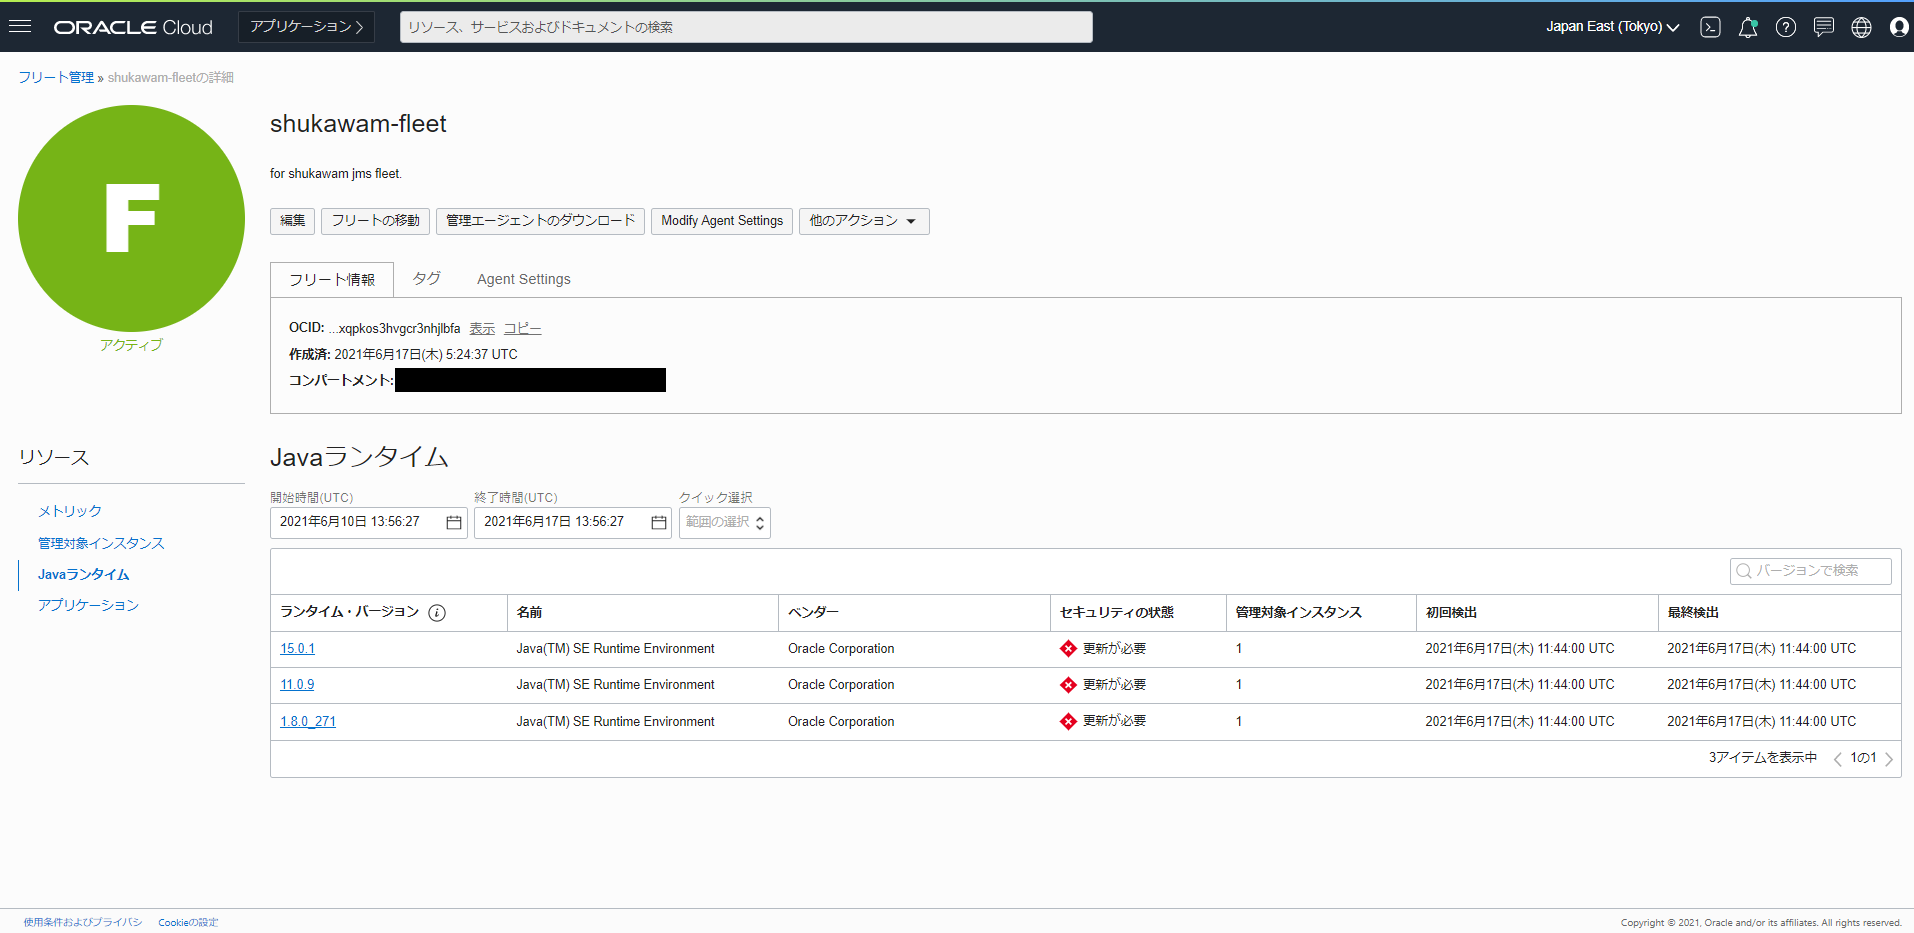 ORACLE Cloud アプリケーション リソース、サービスおよびドキュメントの検索 Japan East (Tokyo)
フリート管理 » shukawam-fleetの詳細
F
アクティブ
shukawam-fleet
for shukawam jms fleet.
編集 フリートの移動 管理エージェントのダウンロード Modify Agent Settings 他のアクション
フリート情報 タグ Agent Settings
OCID: ...xqpkos3hvgcr3nhjlbfa 表示 コピー
作成済: 2021年6月17日(木) 5:24:37 UTC
コンパートメント:
リソース
メトリック
管理対象インスタンス
Javaランタイム
アプリケーション
Javaランタイム
開始時間(UTC) 終了時間(UTC) クイック選択
2021年6月10日 13:56:27 2021年6月17日 13:56:27 範囲の選択
バージョンで検索
ランタイム・バージョン 名前 ベンダー セキュリティの状態 管理対象インスタンス 初回検出 最終検出
15.0.1 Java(TM) SE Runtime Environment Oracle Corporation 更新が必要 1 2021年6月17日(木) 11:44:00 UTC 2021年6月17日(木) 11:44:00 UTC
11.0.9 Java(TM) SE Runtime Environment Oracle Corporation 更新が必要 1 2021年6月17日(木) 11:44:00 UTC 2021年6月17日(木) 11:44:00 UTC
1.8.0_271 Java(TM) SE Runtime Environment Oracle Corporation 更新が必要 1 2021年6月17日(木) 11:44:00 UTC 2021年6月17日(木) 11:44:00 UTC
3アイテムを表示中 1の1
使用条件およびプライバシ Cookieの設定 Copyright © 2021, Oracle and/or its affiliates. All rights reserved.